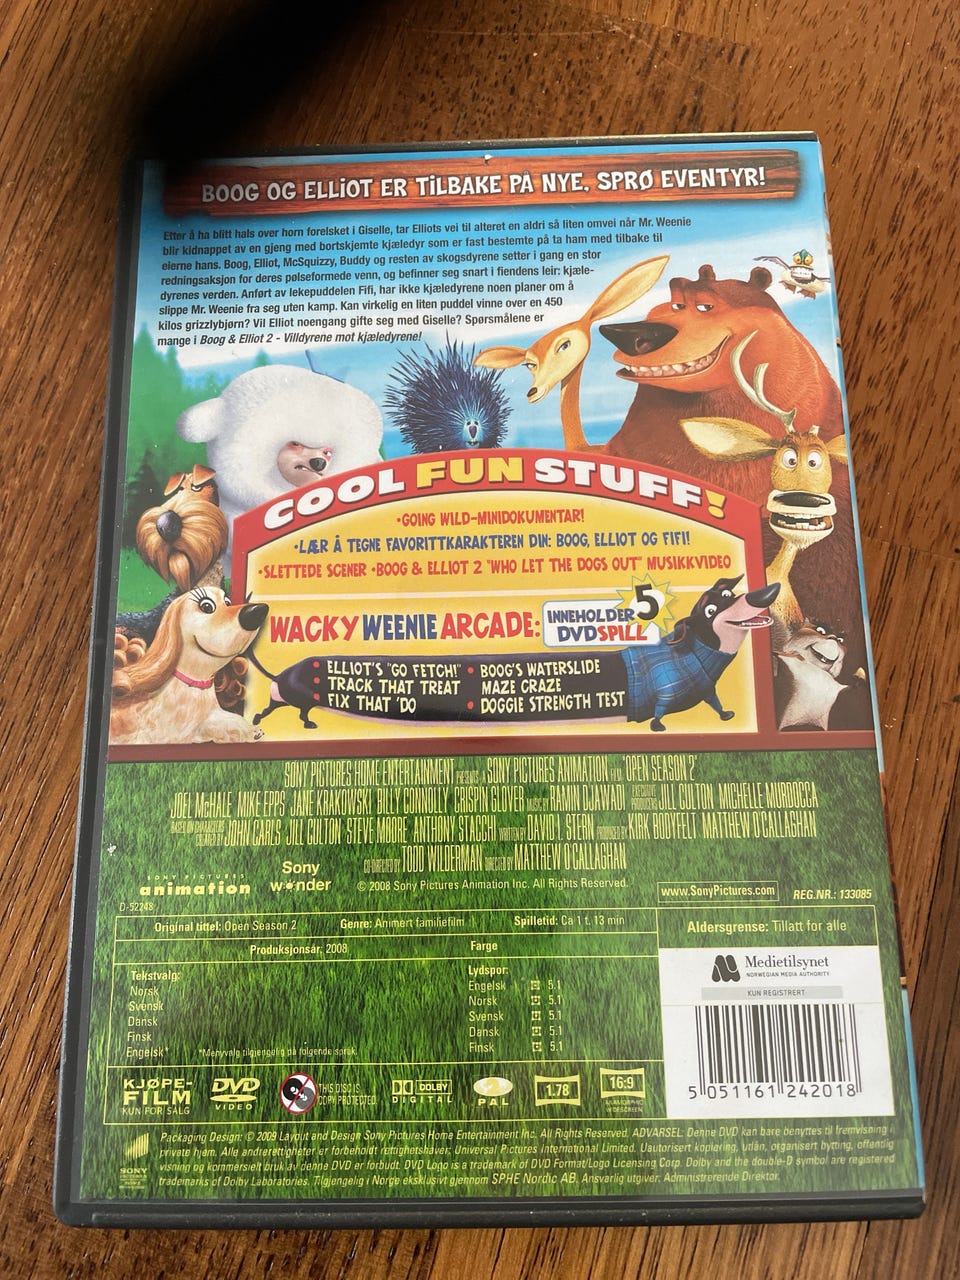 BOOG OG ELLIOT ER TILBAKE PÅ NYE, SPRØ EVENTYR!
Etter å ha blitt hals over horn forelsket i Giselle, tar Elliots vei til alteret en aldri så liten omvei når Mr. Weenie
blir kidnappet av en gjeng med bortskjemte kjæledyr som er fast bestemte på ta ham med tilbake til
eierne hans. Boog, Elliot, McSquizzy, Buddy og resten av skogsdyrene setter i gang en stor
redningsaksjon for deres pølseformede venn, og befinner seg snart i fiendens leir: kjæle-
dyrenes verden. Anført av lekepuddelen Fifi, har ikke kjæledyrene noen planer om å
slippe Mr. Weenie fra seg uten kamp. Kan virkelig en liten puddel vinne over en 450
kilos grizzlybjørn? Vil Elliot noengang gifte seg med Giselle? Spørsmålene er
mange i Boog & Elliot 2 - Villdyrene mot kjæledyrene!
COOL FUN STUFF!
•GOING WILD-MINIDOKUMENTAR!
•LÆR Å TEGNE FAVORITTKARAKTEREN DIN: BOOG, ELLIOT OG FIFI!
•SLETTEDE SCENER •BOOG & ELLIOT 2 "WHO LET THE DOGS OUT" MUSIKKVIDEO
WACKY WEENIE ARCADE: INNEHOLDER 5 DVDSPILL
• ELLIOT'S "GO FETCH!" • BOOG'S WATERSLIDE
• TRACK THAT TREAT MAZE CRAZE
• FIX THAT 'DO • DOGGIE STRENGTH TEST
SONY PICTURES HOME ENTERTAINMENT PRESENTS A SONY PICTURES ANIMATION FILM "OPEN SEASON 2"
JOEL McHALE MIKE EPPS JANE KRAKOWSKI BILLY CONNOLLY CRISPIN GLOVER MUSIC BY RAMIN DJAWADI EXECUTIVE PRODUCERS JILL CULTON MICHELLE MURDOCCA
BASED ON CHARACTERS CREATED BY JOHN CARLS JILL CULTON STEVE MOORE ANTHONY STACCHI WRITTEN BY DAVID I. STERN PRODUCED BY KIRK BODYFELT MATTHEW O'CALLAGHAN
CO-DIRECTED BY TODD WILDERMAN DIRECTED BY MATTHEW O'CALLAGHAN
SONY PICTURES animation
Sony wonder
© 2008 Sony Pictures Animation Inc. All Rights Reserved.
www.SonyPictures.com
REG.NR.: 133085
D-52248
Original tittel: Open Season 2 Genre: Animert familiefilm Spilletid: Ca 1 t. 13 min
Aldersgrense: Tillatt for alle
Produksjonsår: 2008 Farge
Tekstvalg:
Norsk
Svensk
Dansk
Finsk
Engelsk*
*Menyvalg tilgjengelig på følgende språk.
Lydspor:
Engelsk 5.1
Norsk 5.1
Svensk 5.1
Dansk 5.1
Finsk 5.1
Medietilsynet
NORWEGIAN MEDIA AUTHORITY
KUN REGISTRERT
5 051161 242018
KJØPE-
FILM
KUN FOR SALG
DVD
VIDEO
THIS DISC IS
COPY PROTECTED
DOLBY
DIGITAL
PAL
1.78
16:9
ANAMORPHIC
WIDESCREEN
SONY
Packaging Design: © 2009 Layout and Design Sony Pictures Home Entertainment Inc. All Rights Reserved. ADVARSEL: Denne DVD kan bare benyttes til fremvisning i
private hjem. Alle andrerettigheter er forbeholdt rettighetshaver; Universal Pictures International Limited. Uautorisert kopiering, utlån, organisert bytting, offentlig
visning og kommersielt bruk av denne DVD er forbudt. DVD Logo is a trademark of DVD Format/Logo Licensing Corp. Dolby and the double-D symbol are registered
trademarks of Dolby Laboratories. Tilgjengelig i Norge eksklusivt gjennom SPHE Nordic AB. Ansvarlig utgiver: Administrerende Direktør.